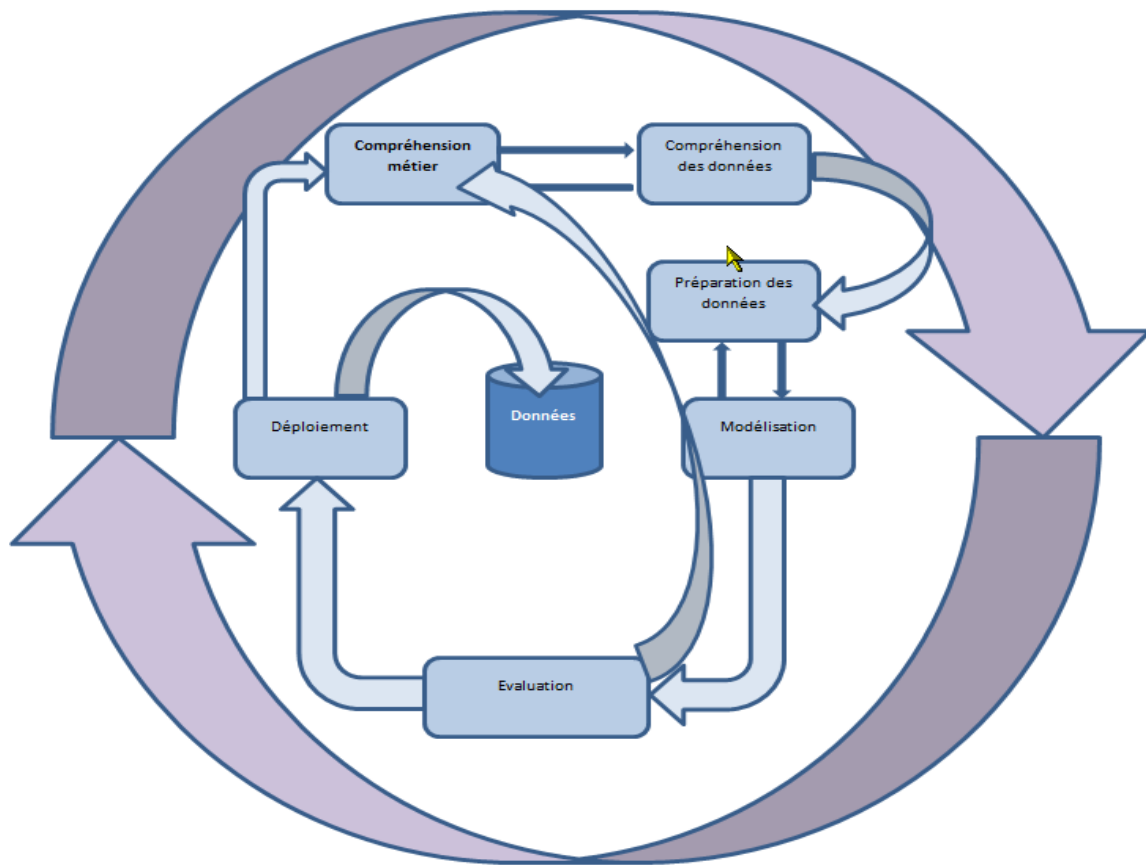 Compréhension
métier
Compréhension
des données
Préparation des
données
Déploiement
Données
Modélisation
Evaluation